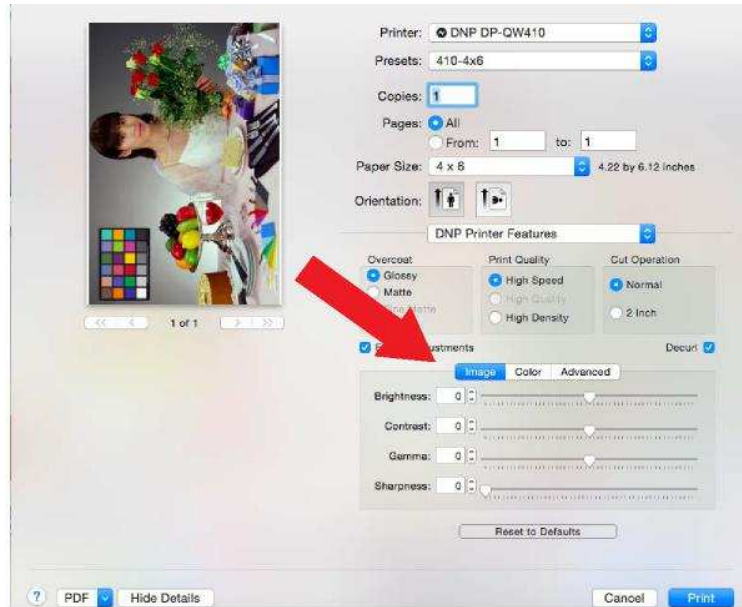 Printer: DNP DP-QW410
Presets: 410-4x6
Copies: 1
Pages: All
From: 1 to: 1
Paper Size: 4 x 6 4.22 by 6.12 inches
Orientation:
DNP Printer Features
Overcoat Print Quality Cut Operation
Glossy High Speed Normal
Matte High Quality 2 Inch
Matte High Density
1 of 1
ustments Decurl
Image Color Advanced
Brightness: 0
Contrast: 0
Gamma: 0
Sharpness: 0
Reset to Defaults
? PDF Hide Details Cancel Print